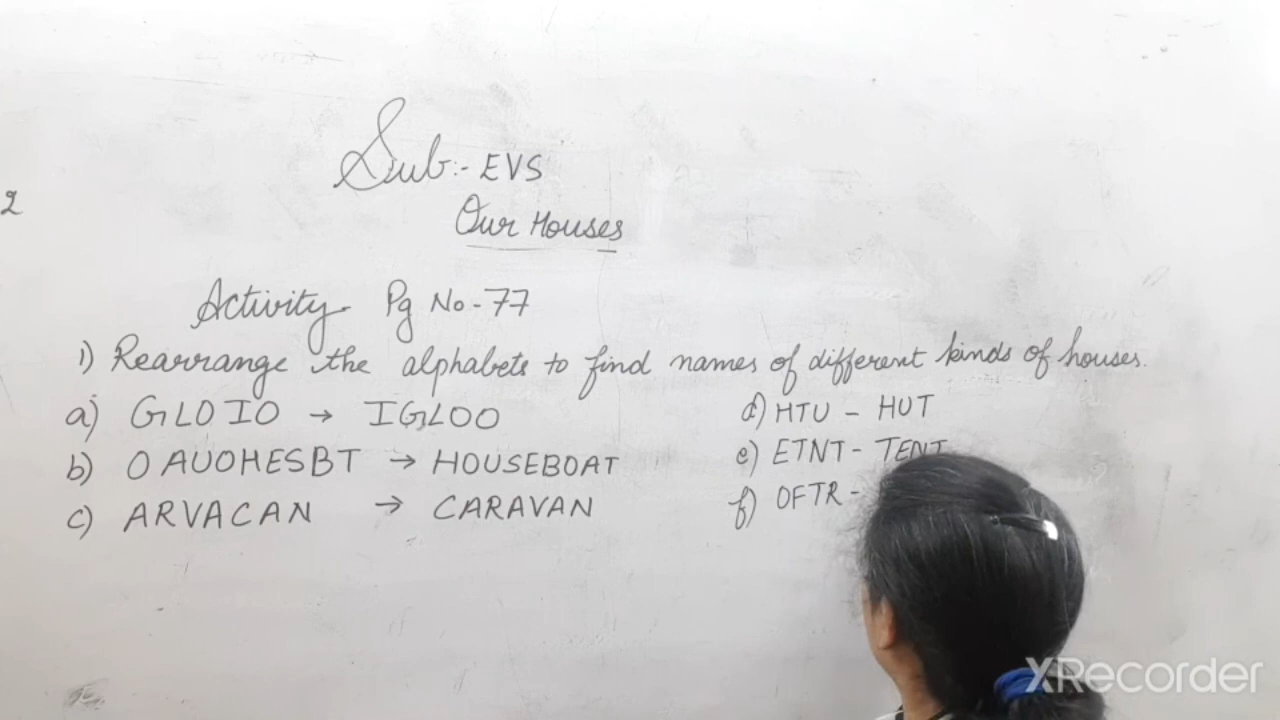 Sub:- EVS
2
Our Houses
Activity- Pg No-77
1) Rearrange the alphabets to find names of different kinds of houses.
a) GLOIO → IGLOO
b) OAUOHESBT → HOUSEBOAT
c) ARVACAN → CARAVAN
d) HTU - HUT
e) ETNT - TENT
f) OFTR -
XRecorder